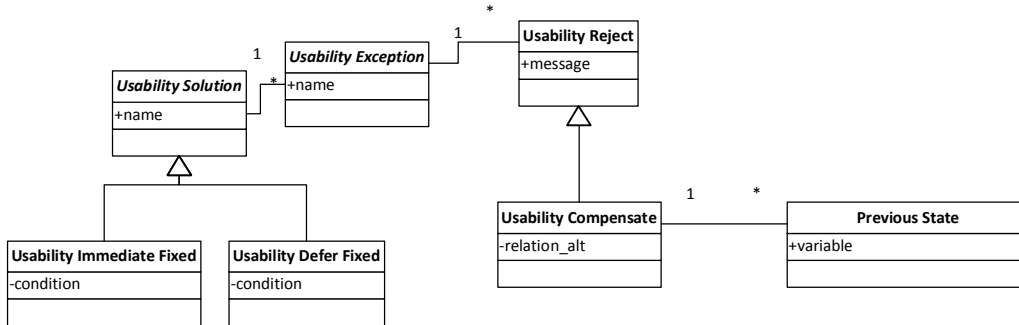 *
1
Usability Reject
+message
1
Usability Exception
+name
*
Usability Solution
+name
1
*
Usability Compensate
-relation_alt
Previous State
+variable
Usability Immediate Fixed
-condition
Usability Defer Fixed
-condition